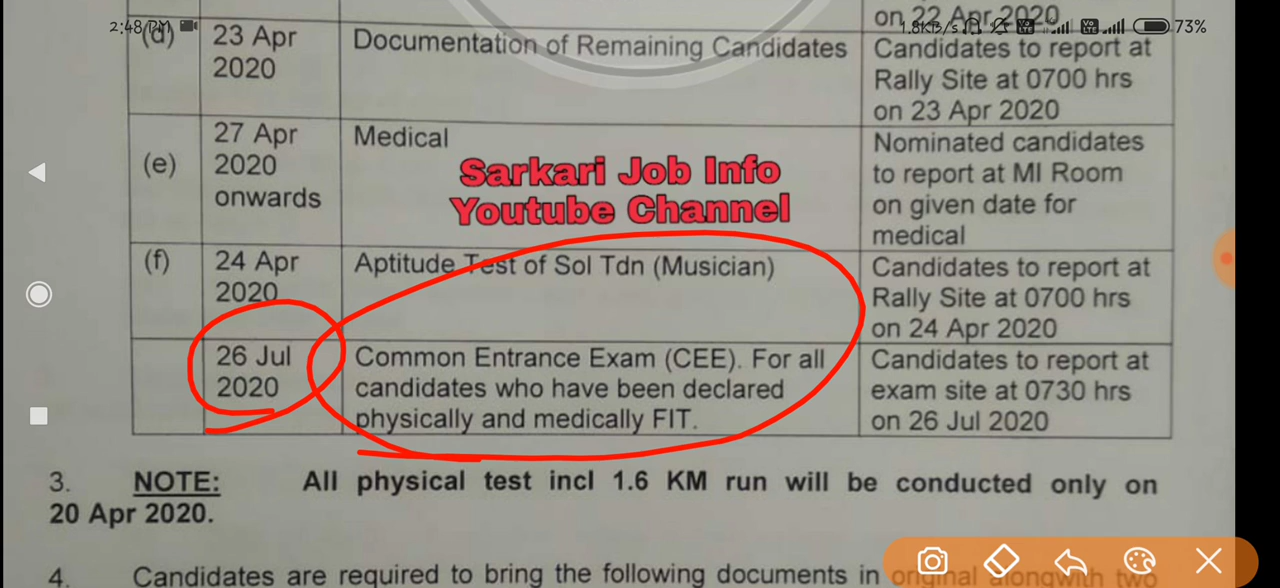 2:48 PM
1.8KB/s
73%
on 22 Apr 2020
(d) 23 Apr 2020 Documentation of Remaining Candidates Candidates to report at
Rally Site at 0700 hrs
on 23 Apr 2020
(e) 27 Apr 2020 onwards Medical Nominated candidates
to report at MI Room
on given date for
medical
Sarkari Job Info
Youtube Channel
(f) 24 Apr 2020 Aptitude Test of Sol Tdn (Musician) Candidates to report at
Rally Site at 0700 hrs
on 24 Apr 2020
26 Jul 2020 Common Entrance Exam (CEE). For all Candidates to report at
candidates who have been declared exam site at 0730 hrs
physically and medically FIT. on 26 Jul 2020
3. NOTE: All physical test incl 1.6 KM run will be conducted only on
20 Apr 2020.
4. Candidates are required to bring the following documents in original alongwith two